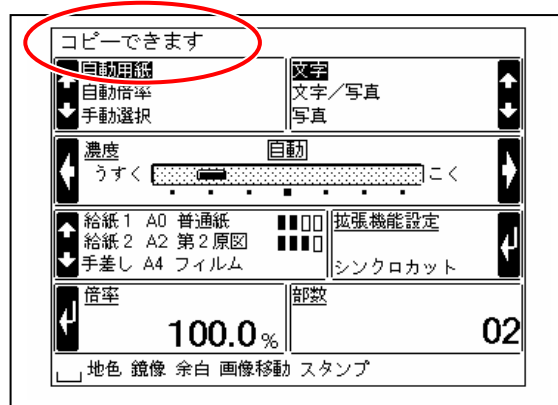 コピーできます
自動用紙
自動倍率
手動選択
文字
文字／写真
写真
濃度
自動
うすく
こく
給紙1 A0 普通紙
給紙2 A2 第2原図
手差し A4 フィルム
拡張機能設定
シンクロカット
倍率
100.0%
部数
02
地色 鏡像 余白 画像移動 スタンプ